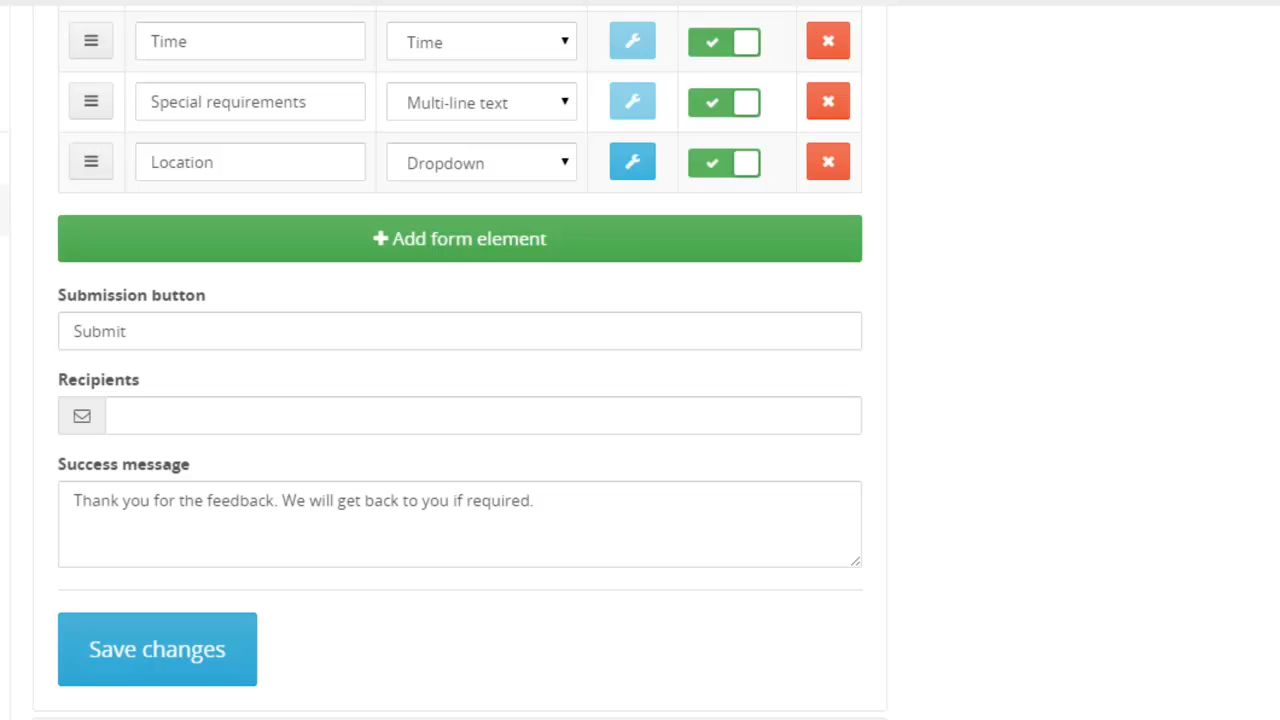 Time Time
Special requirements Multi-line text
Location Dropdown
Add form element
Submission button
Submit
Recipients
Success message
Thank you for the feedback. We will get back to you if required.
Save changes